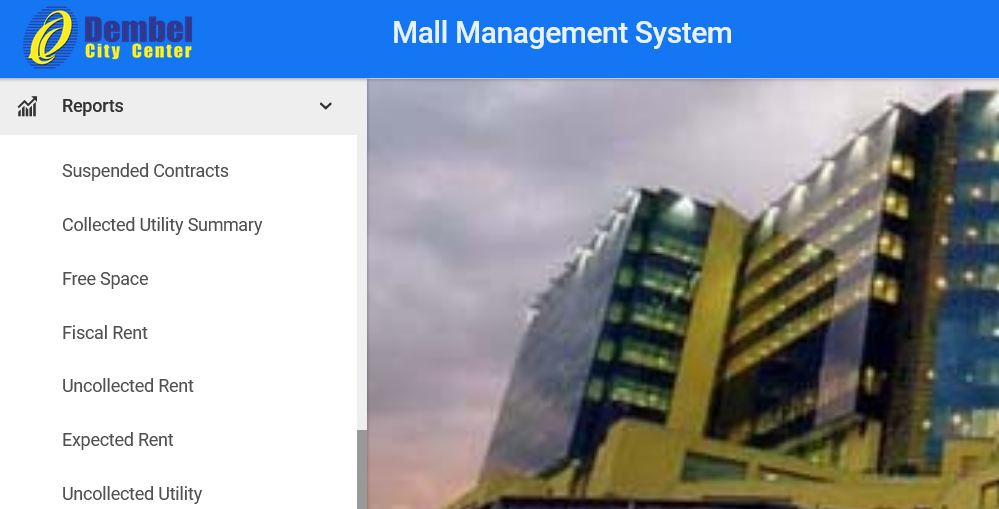 Dembel
City Center
Mall Management System
Reports
Suspended Contracts
Collected Utility Summary
Free Space
Fiscal Rent
Uncollected Rent
Expected Rent
Uncollected Utility